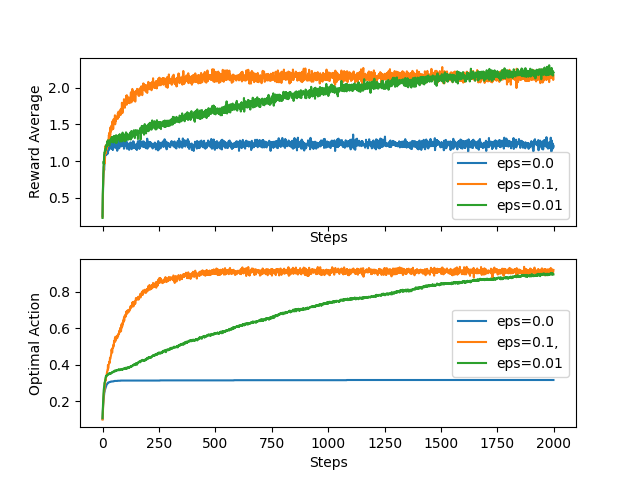 2.0
1.5
1.0
0.5
Reward Average
eps=0.0
eps=0.1,
eps=0.01
Steps
0.8
0.6
0.4
0.2
Optimal Action
eps=0.0
eps=0.1,
eps=0.01
0 250 500 750 1000 1250 1500 1750 2000
Steps